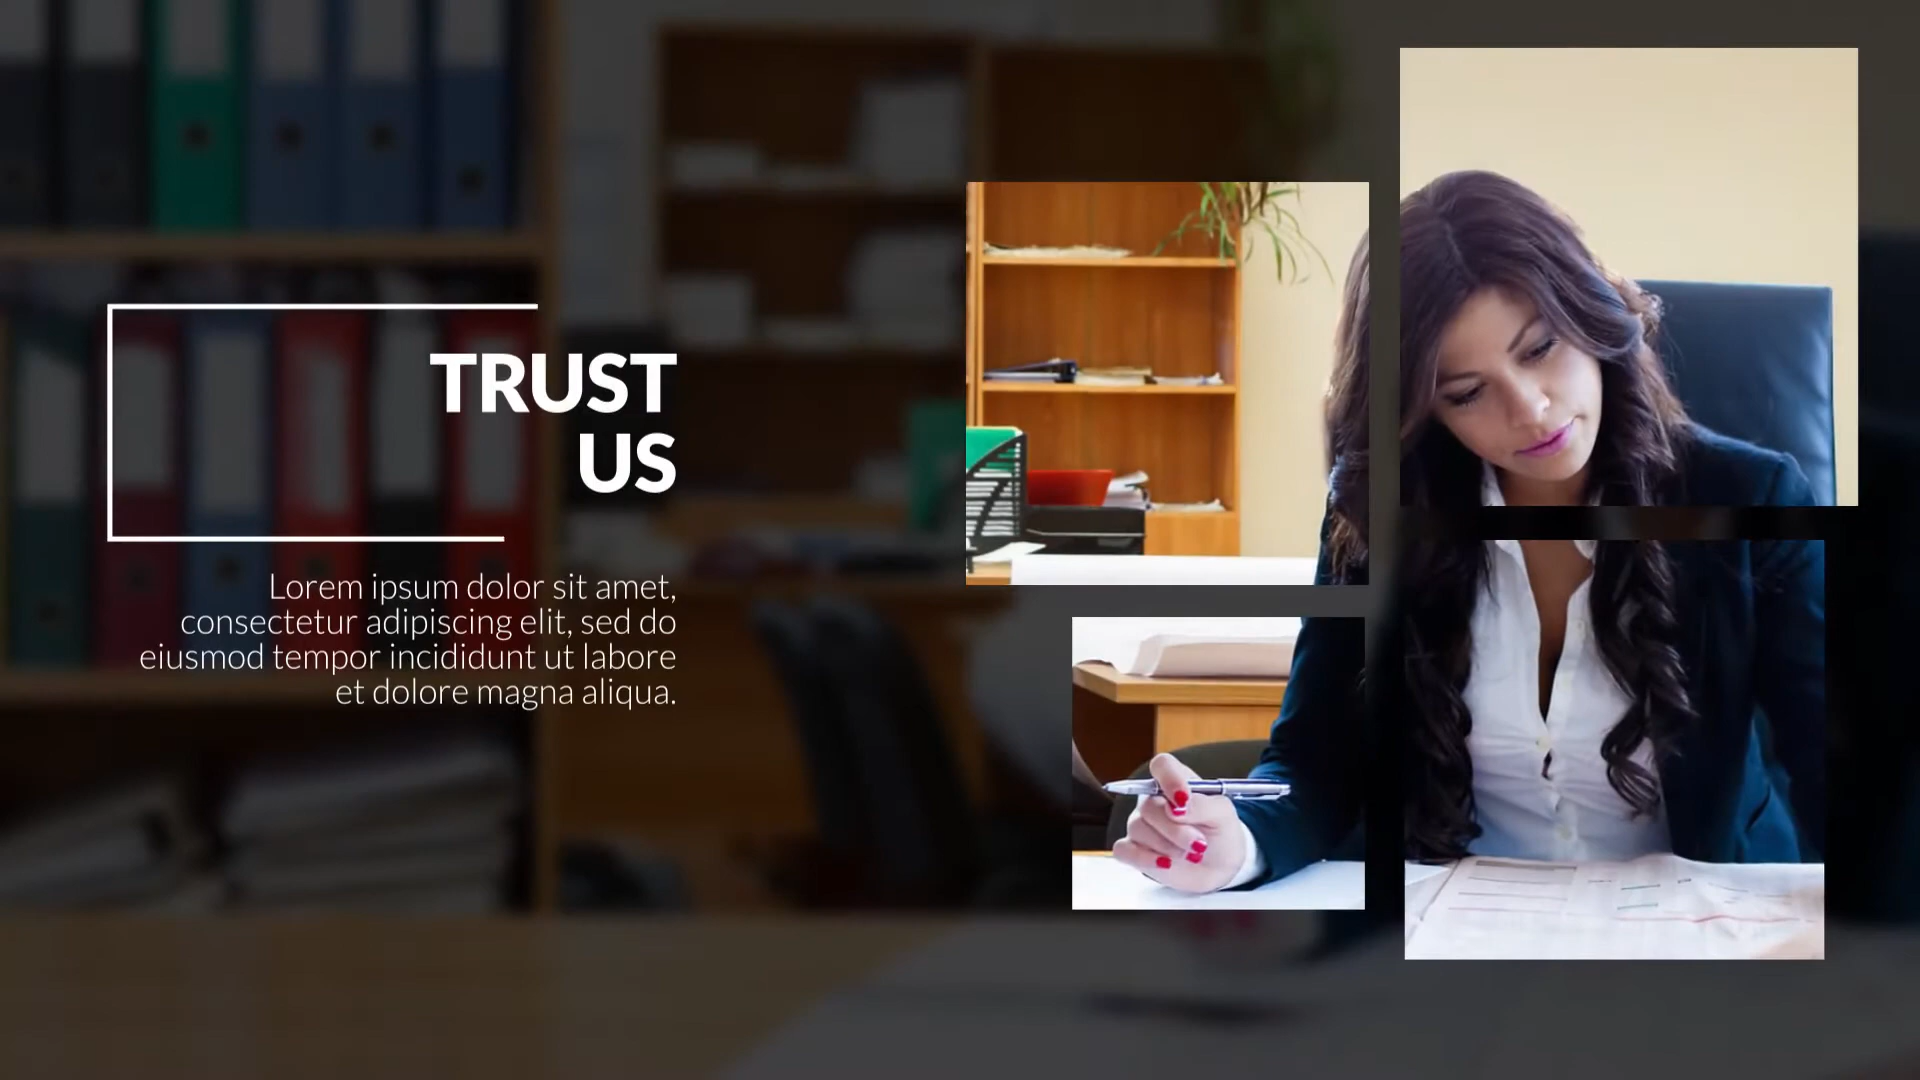 TRUST
US
Lorem ipsum dolor sit amet,
consectetur adipiscing elit, sed do
eiusmod tempor incididunt ut labore
et dolore magna aliqua.